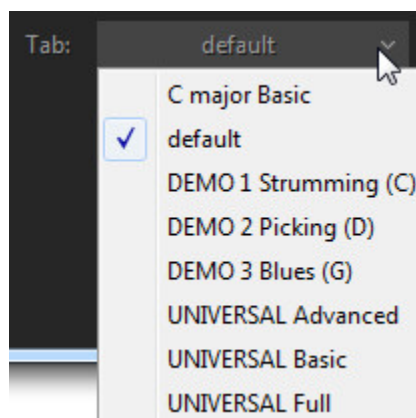 Tab: default
C major Basic
default
DEMO 1 Strumming (C)
DEMO 2 Picking (D)
DEMO 3 Blues (G)
UNIVERSAL Advanced
UNIVERSAL Basic
UNIVERSAL Full